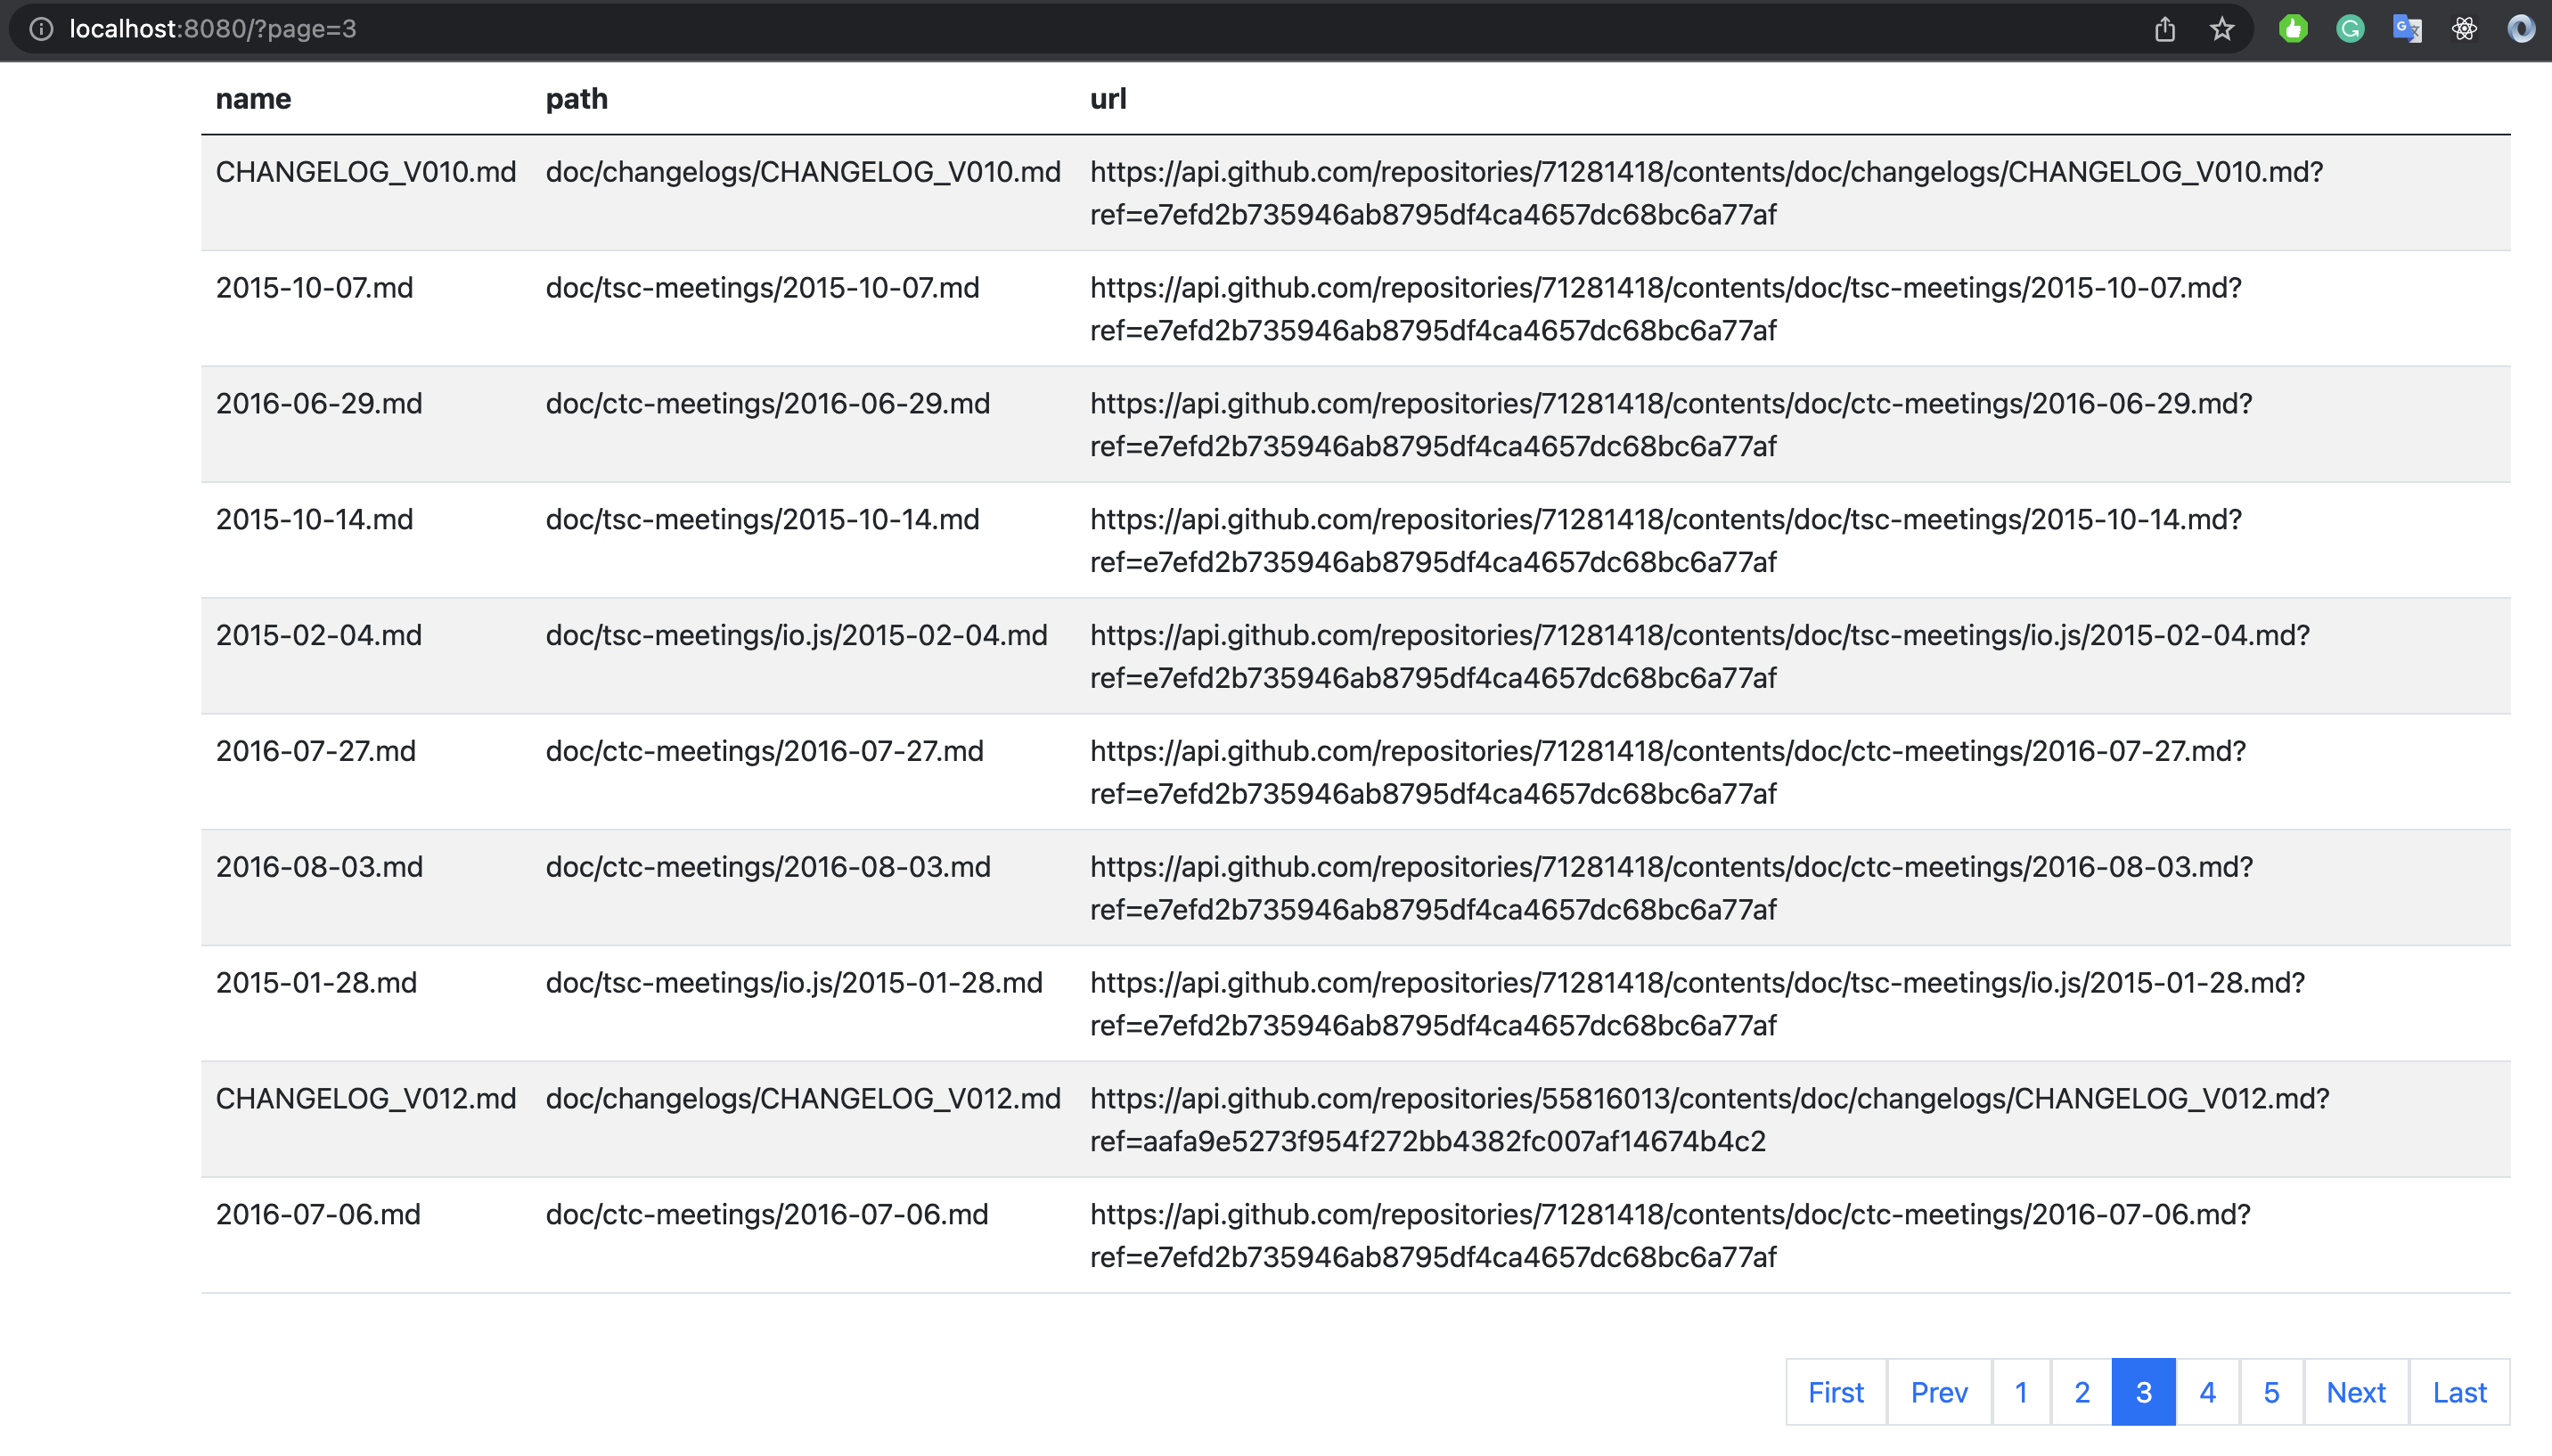 localhost:8080/?page=3
name path url
CHANGELOG_V010.md doc/changelogs/CHANGELOG_V010.md https://api.github.com/repositories/71281418/contents/doc/changelogs/CHANGELOG_V010.md?
ref=e7efd2b735946ab8795df4ca4657dc68bc6a77af
2015-10-07.md doc/tsc-meetings/2015-10-07.md https://api.github.com/repositories/71281418/contents/doc/tsc-meetings/2015-10-07.md?
ref=e7efd2b735946ab8795df4ca4657dc68bc6a77af
2016-06-29.md doc/ctc-meetings/2016-06-29.md https://api.github.com/repositories/71281418/contents/doc/ctc-meetings/2016-06-29.md?
ref=e7efd2b735946ab8795df4ca4657dc68bc6a77af
2015-10-14.md doc/tsc-meetings/2015-10-14.md https://api.github.com/repositories/71281418/contents/doc/tsc-meetings/2015-10-14.md?
ref=e7efd2b735946ab8795df4ca4657dc68bc6a77af
2015-02-04.md doc/tsc-meetings/io.js/2015-02-04.md https://api.github.com/repositories/71281418/contents/doc/tsc-meetings/io.js/2015-02-04.md?
ref=e7efd2b735946ab8795df4ca4657dc68bc6a77af
2016-07-27.md doc/ctc-meetings/2016-07-27.md https://api.github.com/repositories/71281418/contents/doc/ctc-meetings/2016-07-27.md?
ref=e7efd2b735946ab8795df4ca4657dc68bc6a77af
2016-08-03.md doc/ctc-meetings/2016-08-03.md https://api.github.com/repositories/71281418/contents/doc/ctc-meetings/2016-08-03.md?
ref=e7efd2b735946ab8795df4ca4657dc68bc6a77af
2015-01-28.md doc/tsc-meetings/io.js/2015-01-28.md https://api.github.com/repositories/71281418/contents/doc/tsc-meetings/io.js/2015-01-28.md?
ref=e7efd2b735946ab8795df4ca4657dc68bc6a77af
CHANGELOG_V012.md doc/changelogs/CHANGELOG_V012.md https://api.github.com/repositories/55816013/contents/doc/changelogs/CHANGELOG_V012.md?
ref=aafa9e5273f954f272bb4382fc007af14674b4c2
2016-07-06.md doc/ctc-meetings/2016-07-06.md https://api.github.com/repositories/71281418/contents/doc/ctc-meetings/2016-07-06.md?
ref=e7efd2b735946ab8795df4ca4657dc68bc6a77af
First Prev 1 2 3 4 5 Next Last